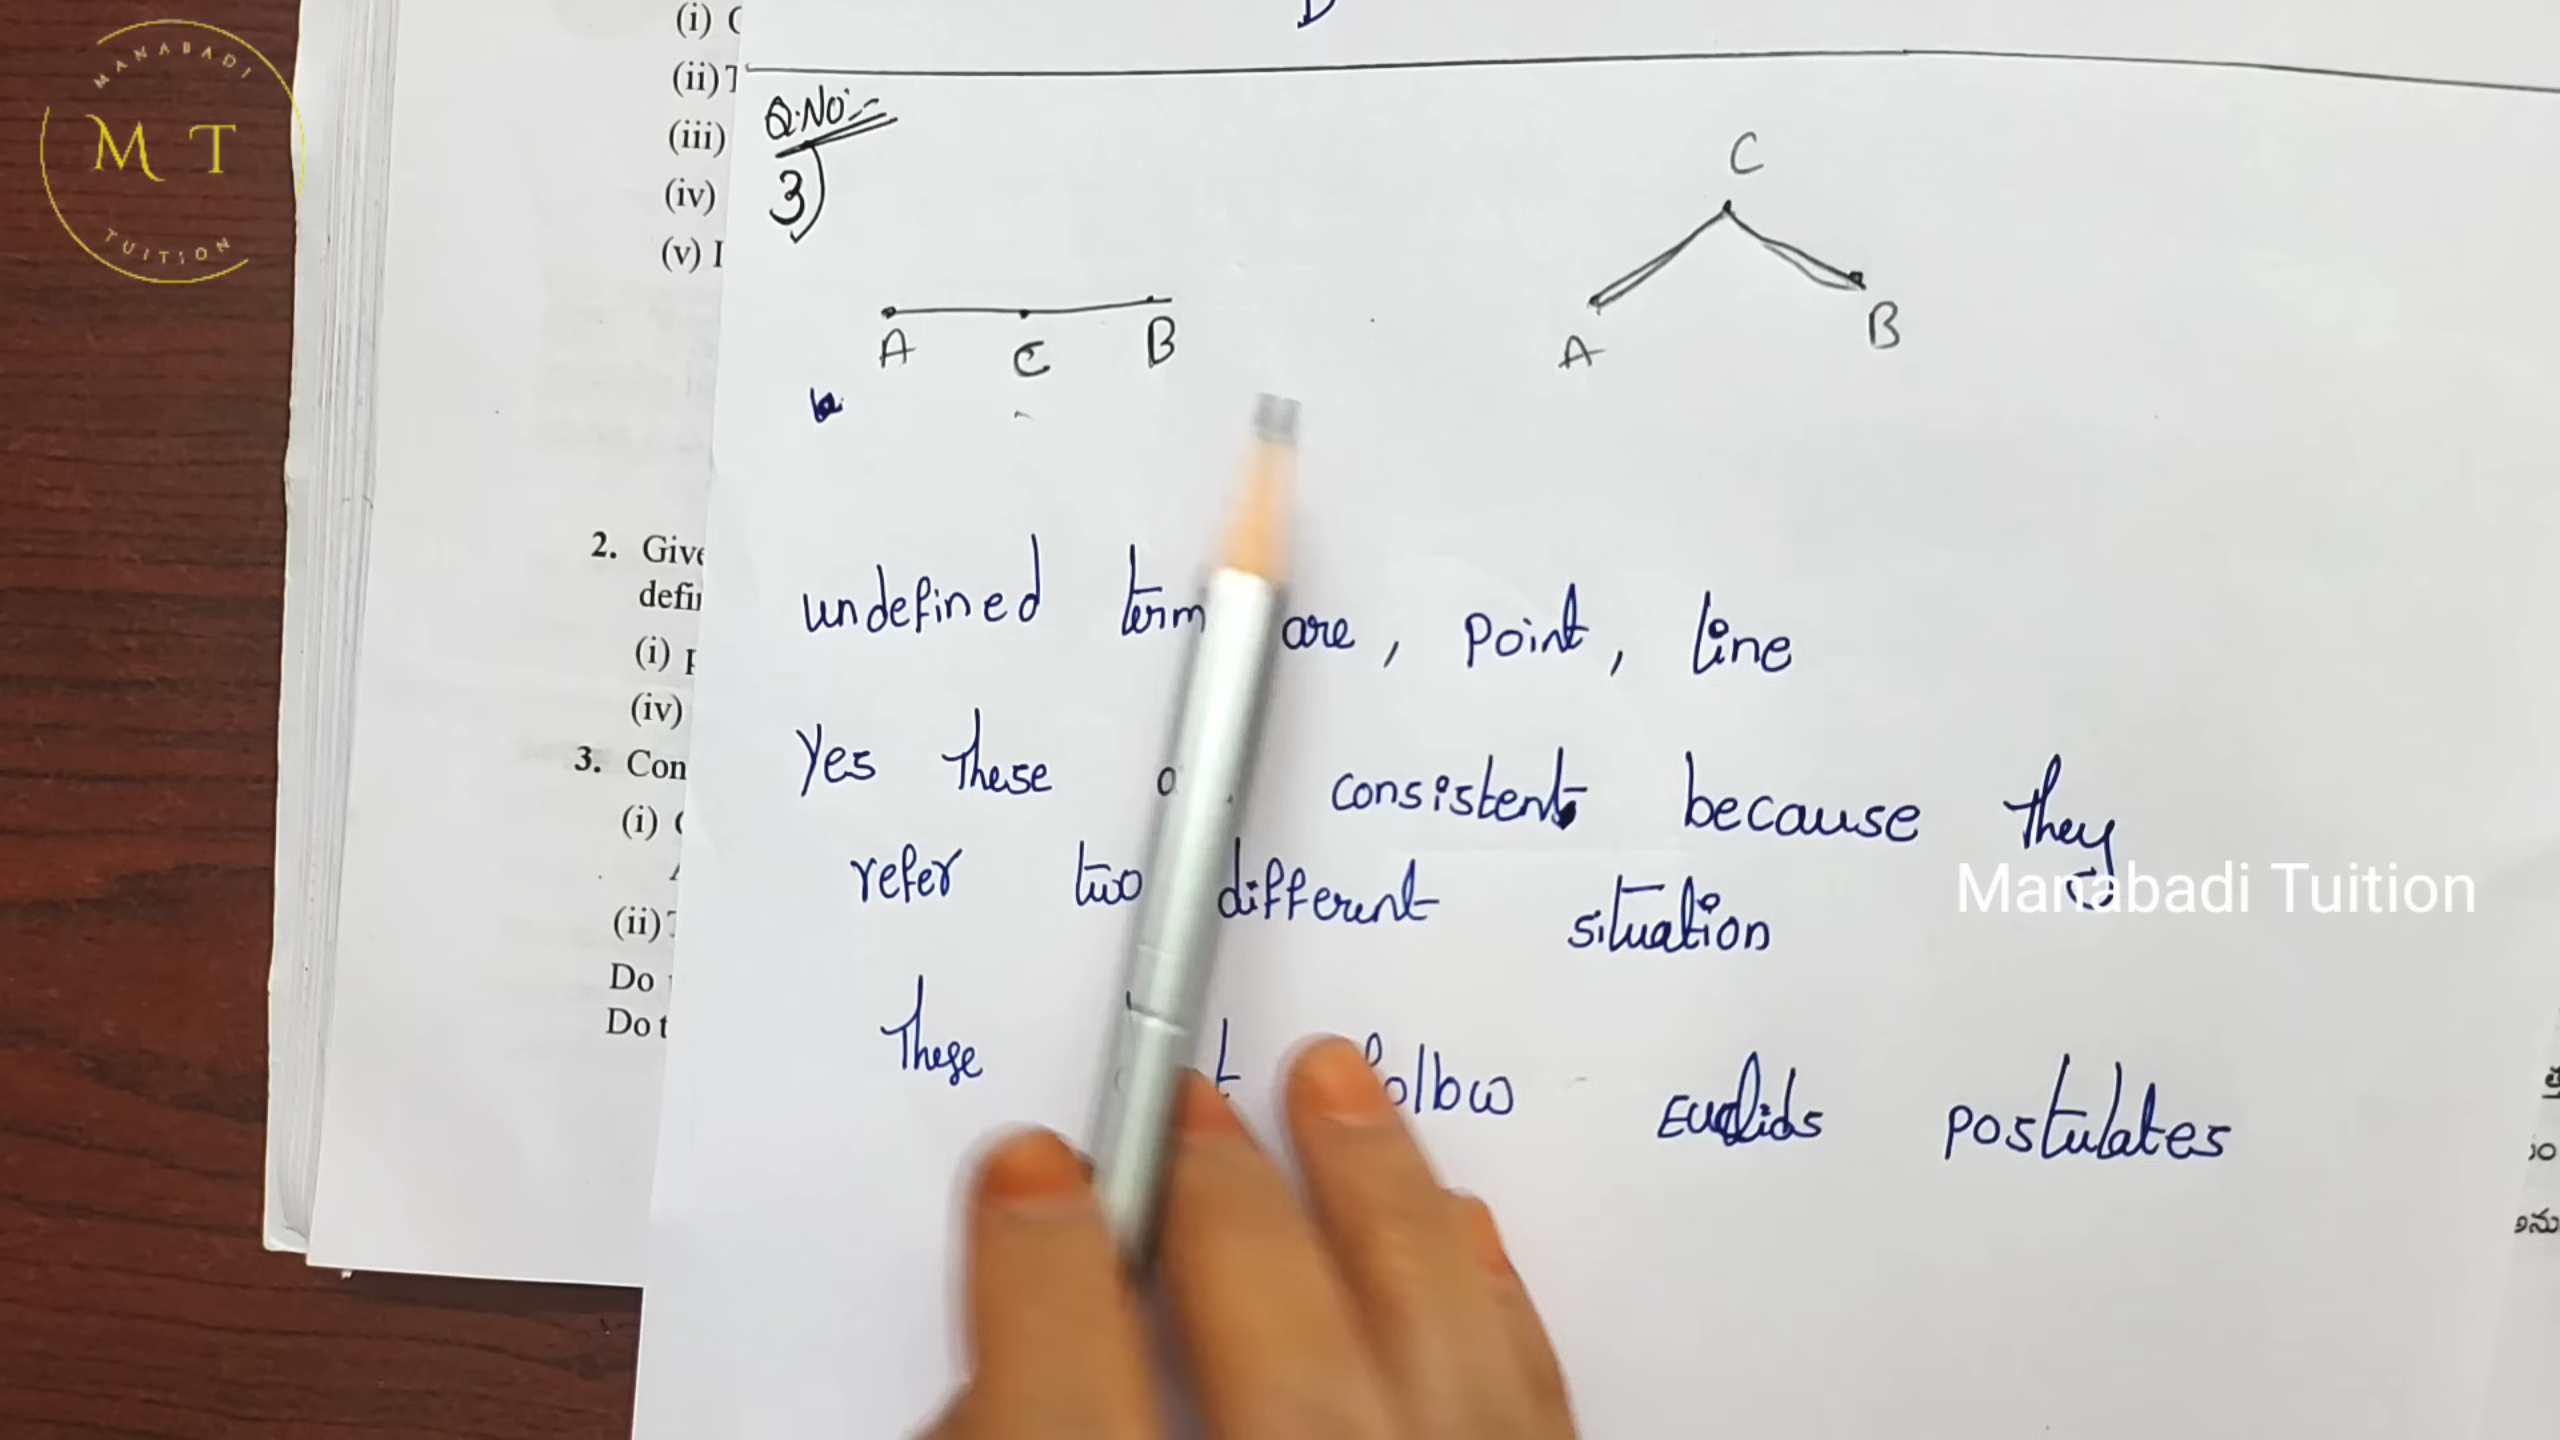 MANABADI
M T
TUITION
(i)
(ii)
(iii)
(iv)
(v) I
Q.NO:-
3)
C
A B
A C B
2. Give
defin
(i) p
(iv)
3. Con
(i)
(ii)
Do
Do t
undefined term are, point, line
Yes these consistent because they
refer two different situation
Manabadi Tuition
These follow Euclids postulates